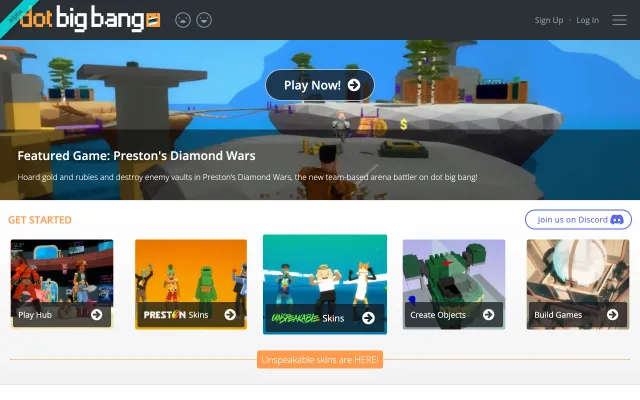 Alpha
dot big bang
Sign Up · Log In
Play Now!
$
Featured Game: Preston's Diamond Wars
Hoard gold and rubies and destroy enemy vaults in Preston's Diamond Wars, the new team-based arena battler on dot big bang!
GET STARTED
Join us on Discord
Play Hub
PRESTON Skins
UNSPEAKABLE Skins
Create Objects
Build Games
Unspeakable skins are HERE!